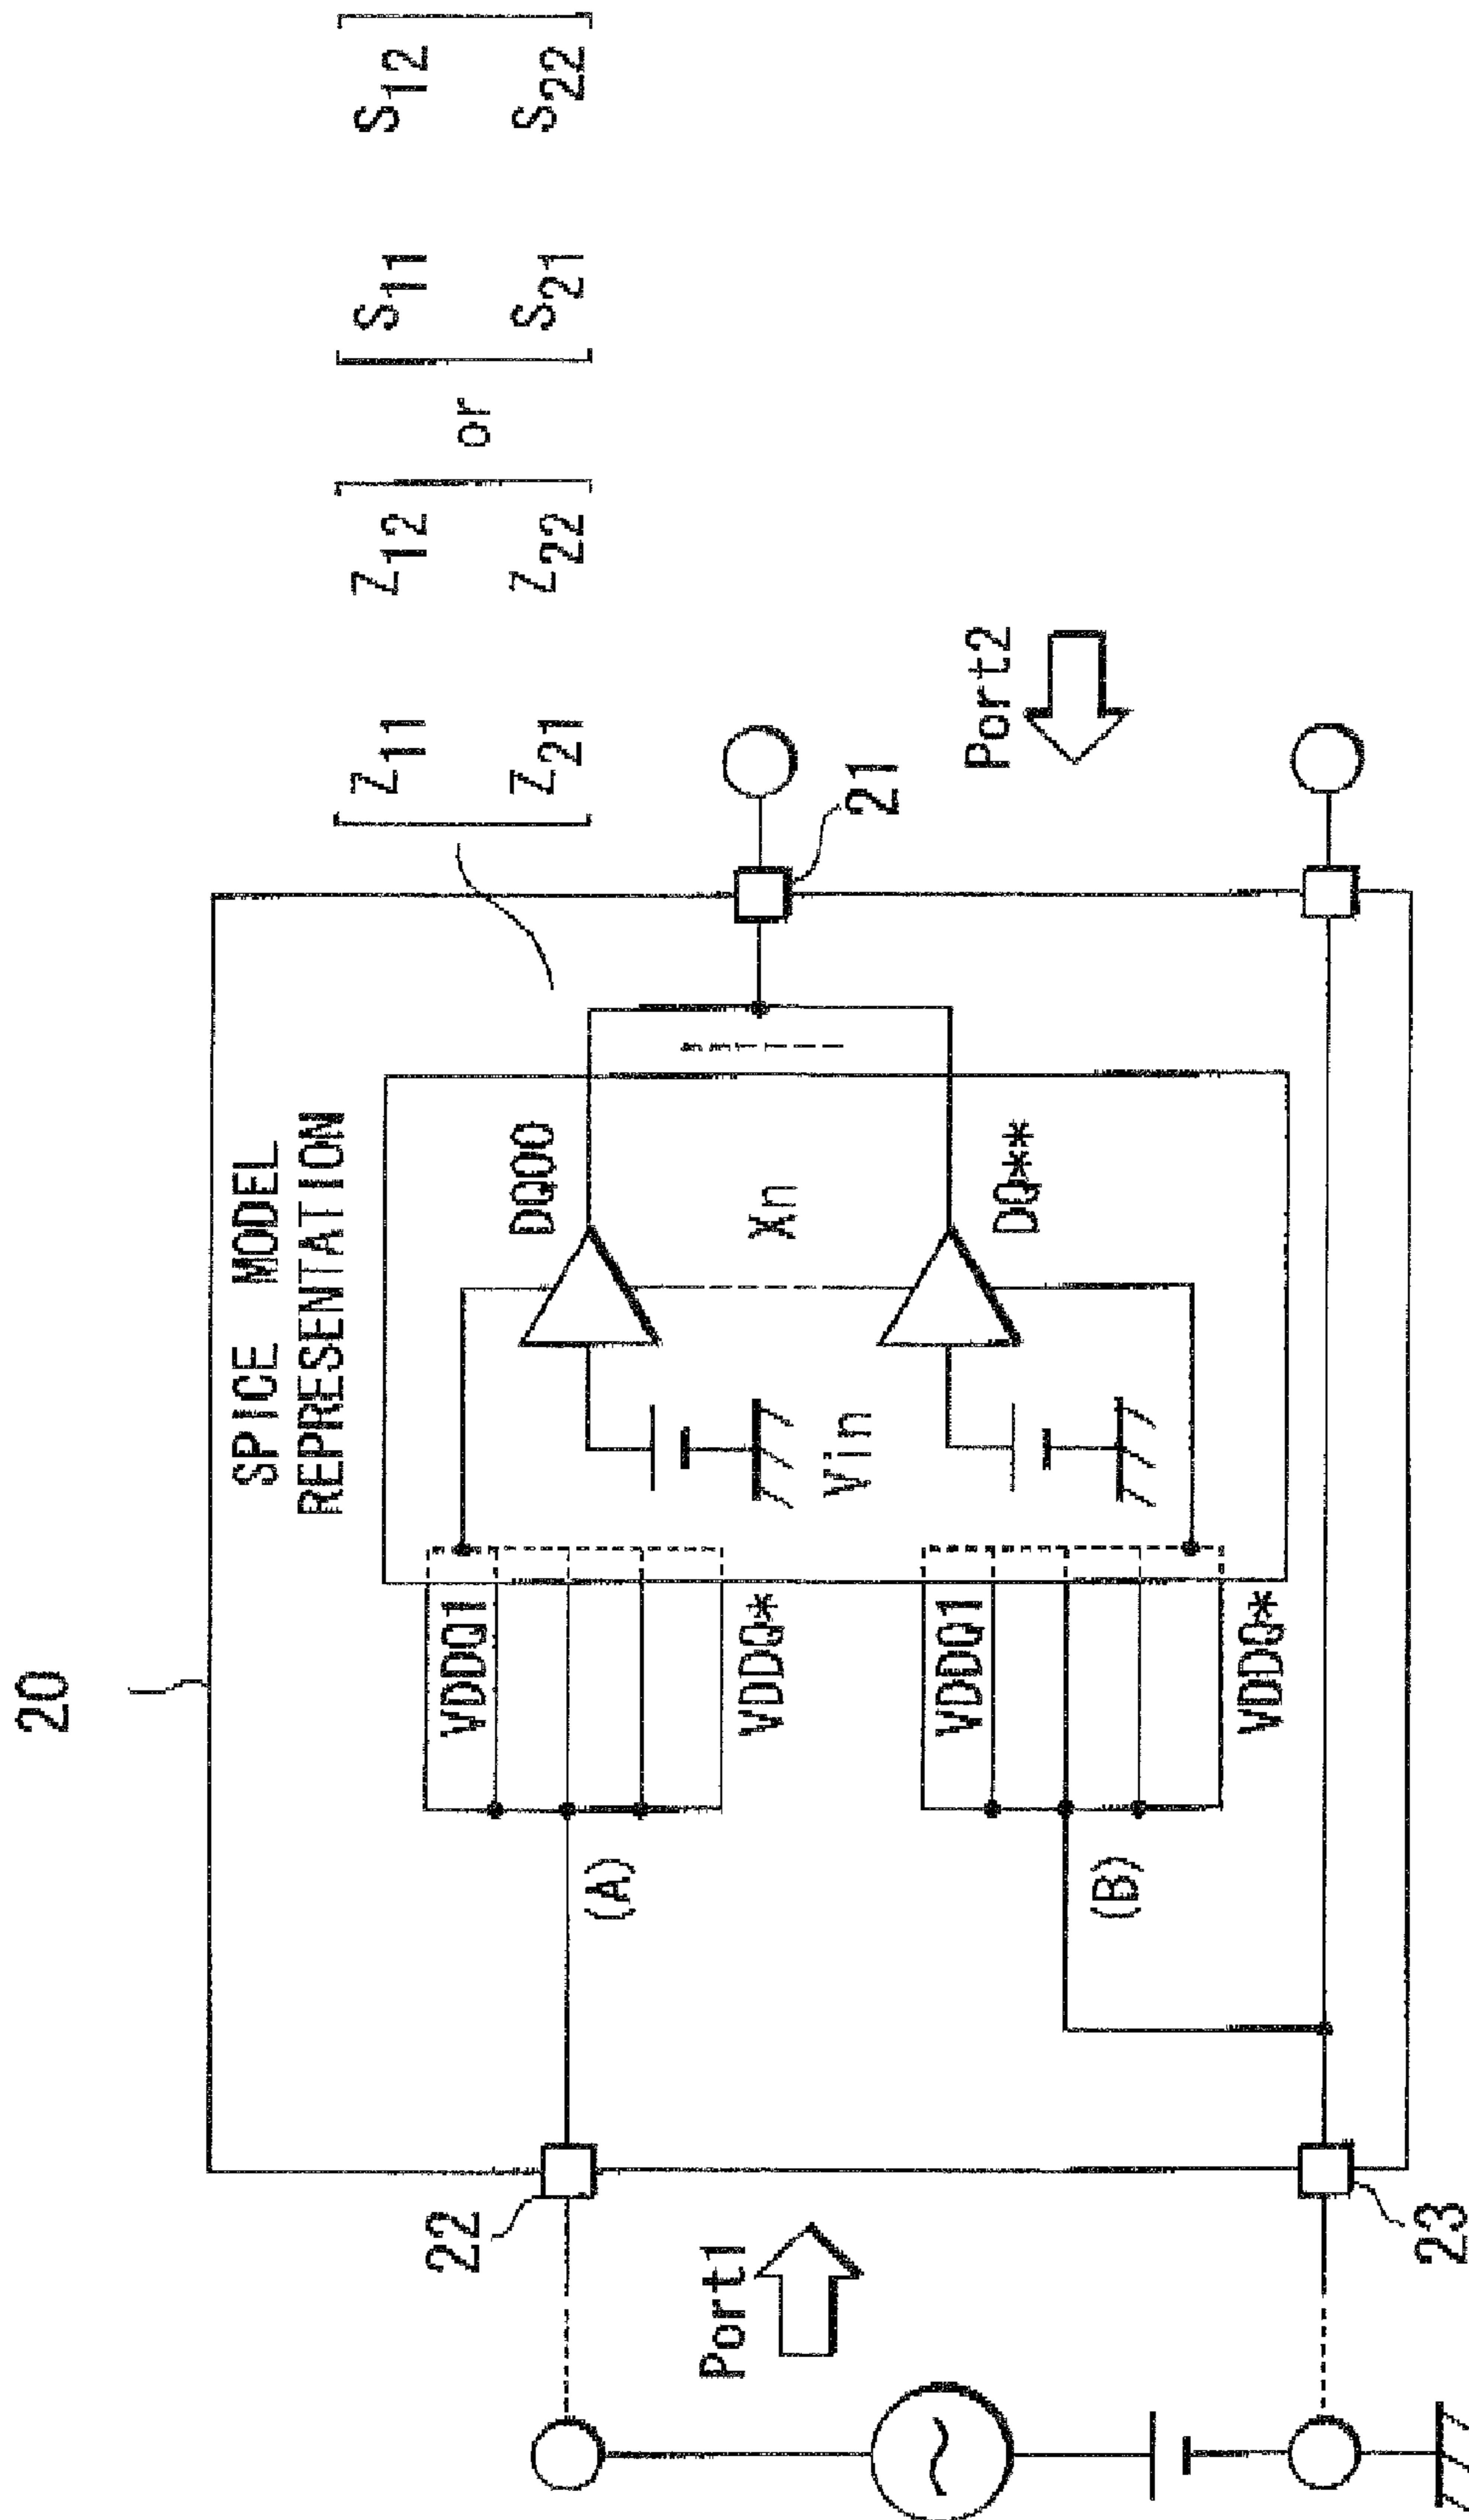 20
SPICE MODEL
REPRESENTATION
Z11 Z12 or S11 S12
Z21 Z22 S21 S22
22
VDDQ1
DQ00
(A)
VDDQ*
Xn
21
Port1
Vin
VDDQ1
DQ**
Port2
(B)
VDDQ*
23